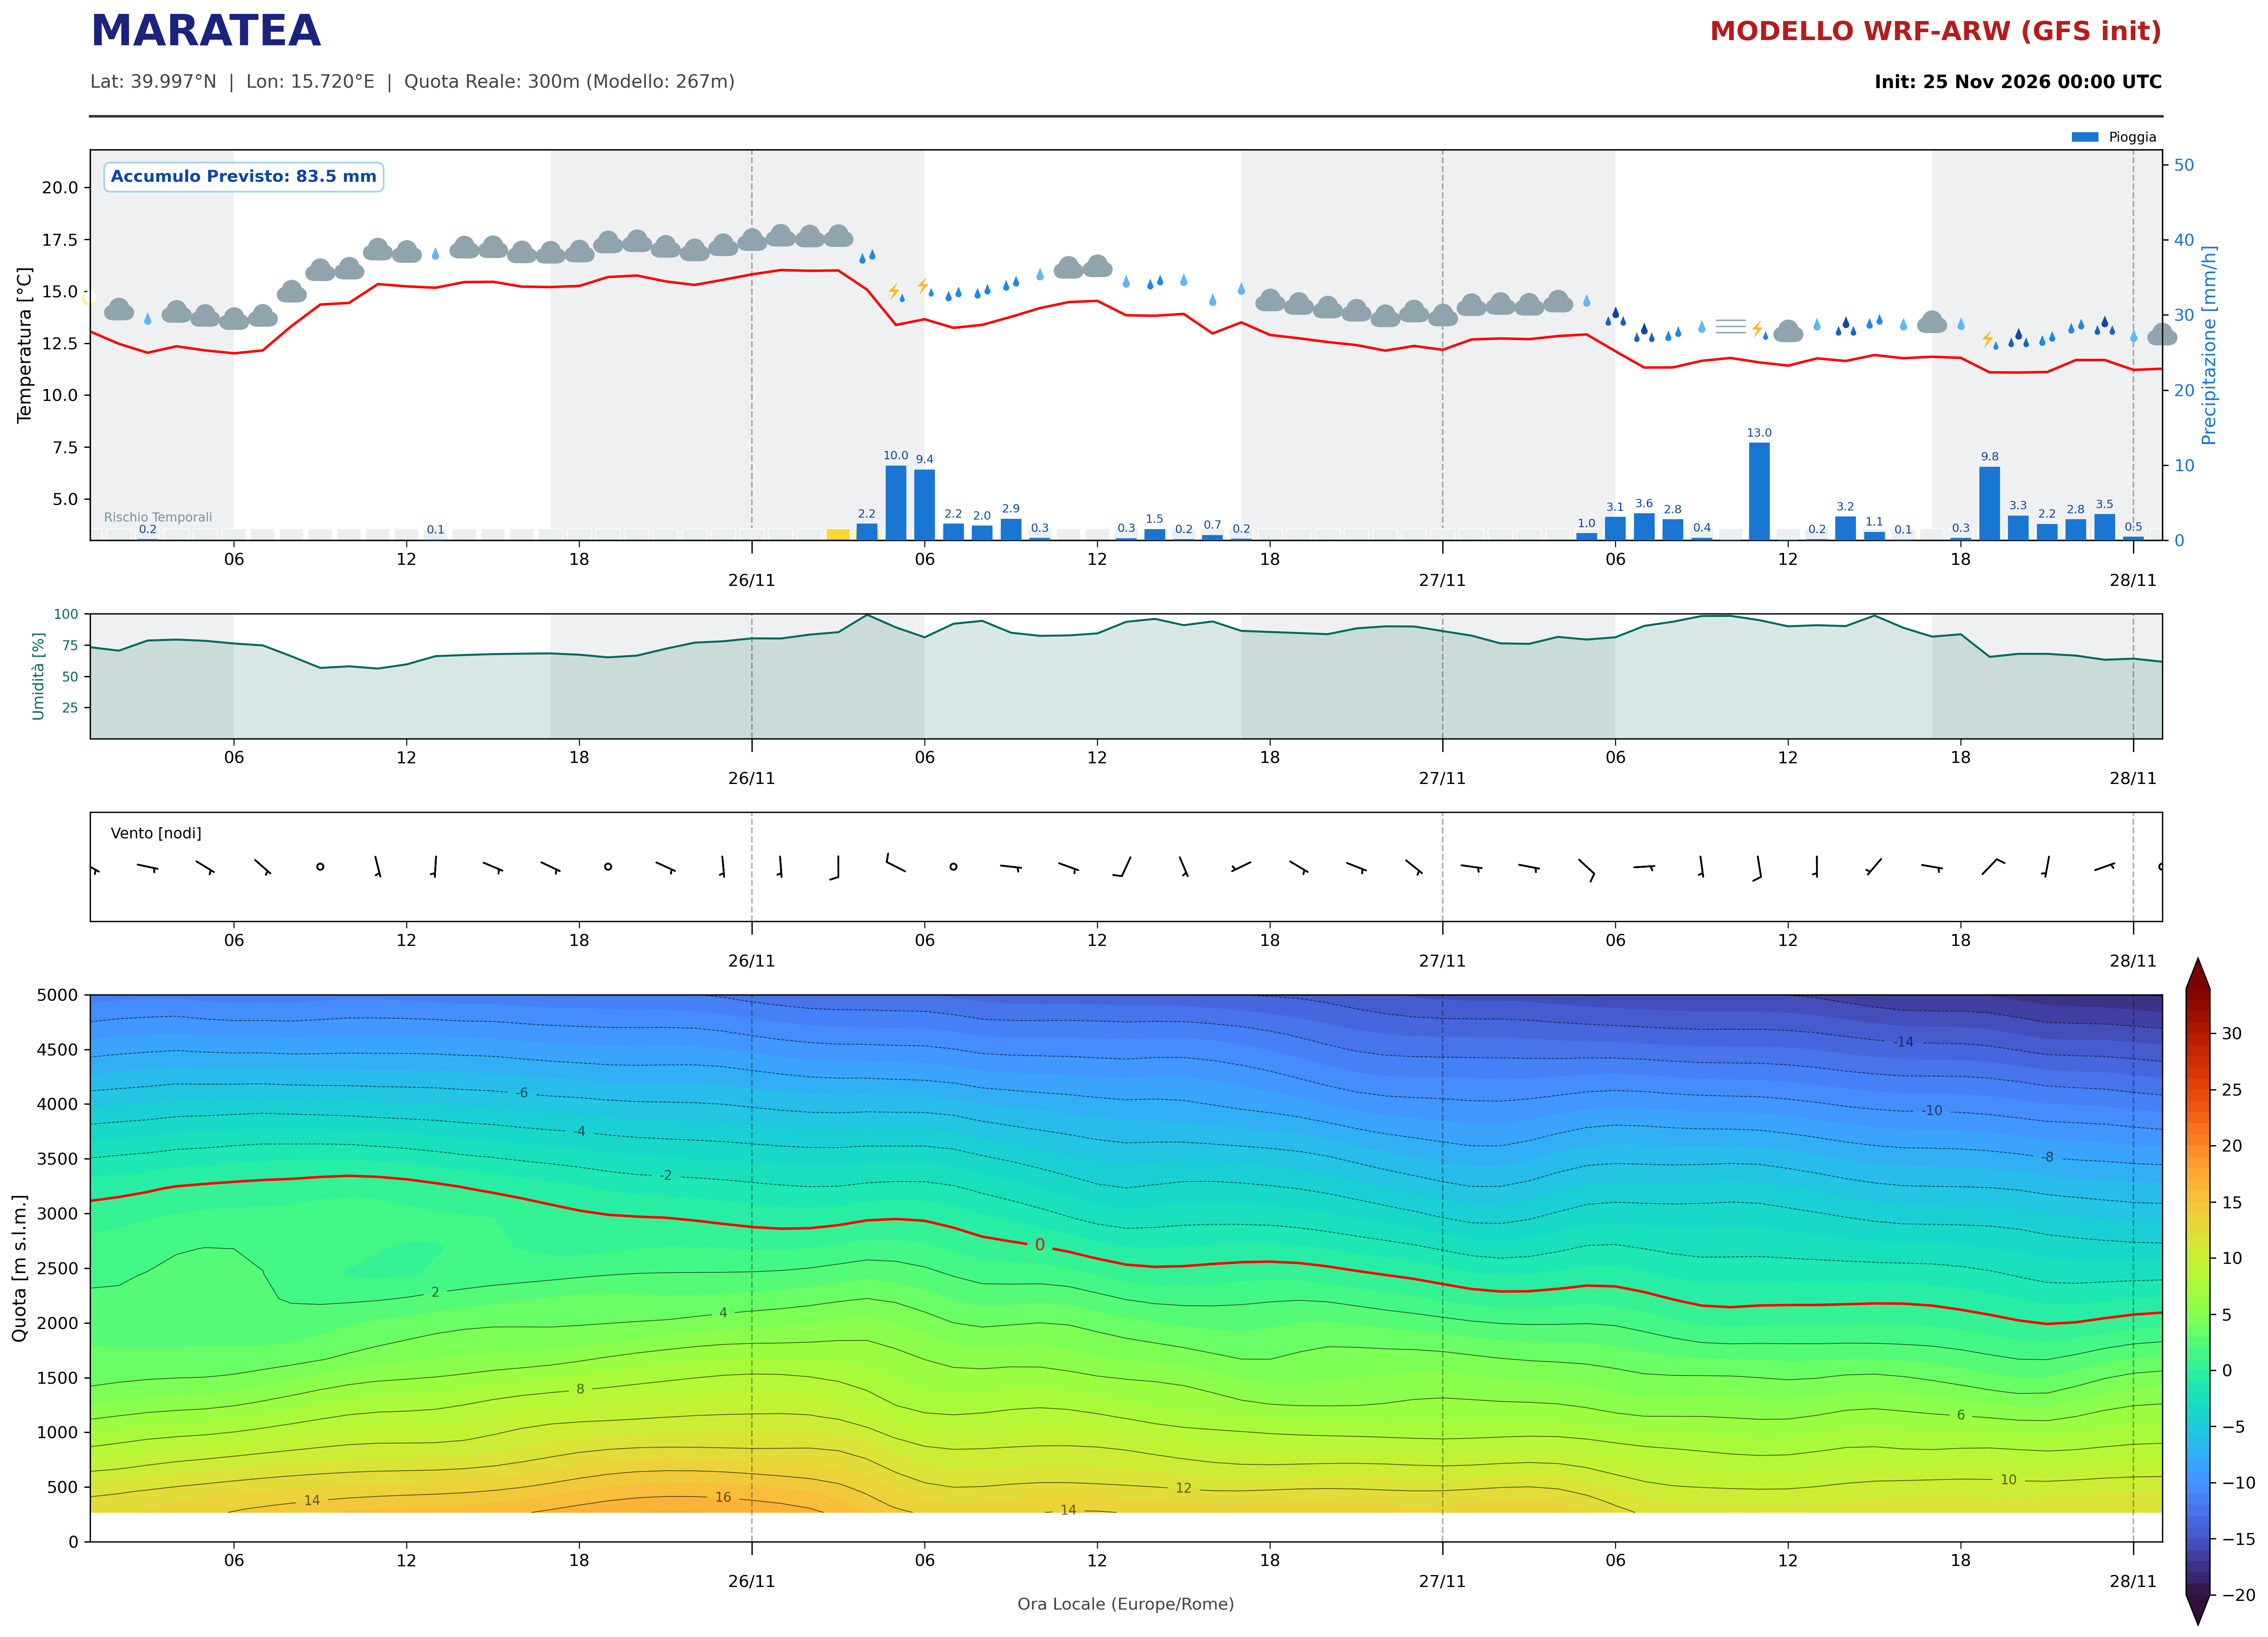 MARATEA
MODELLO WRF-ARW (GFS init)
Lat: 39.997°N | Lon: 15.720°E | Quota Reale: 300m (Modello: 267m)
Init: 25 Nov 2026 00:00 UTC
Pioggia
Accumulo Previsto: 83.5 mm
Temperatura [°C]
20.0
17.5
15.0
12.5
10.0
7.5
5.0
Precipitazione [mm/h]
50
40
30
20
10
0
Rischio Temporali
0.2 0.1 2.2 10.0 9.4 2.2 2.0 2.9 0.3 0.3 1.5 0.2 0.7 0.2 1.0 3.1 3.6 2.8 0.4 13.0 0.2 3.2 1.1 0.1 0.3 9.8 3.3 2.2 2.8 3.5 0.5
06 12 18 06 12 18 06 12 18
26/11 27/11 28/11
Umidità [%]
100
75
50
25
06 12 18 06 12 18 06 12 18
26/11 27/11 28/11
Vento [nodi]
06 12 18 06 12 18 06 12 18
26/11 27/11 28/11
Quota [m s.l.m.]
5000
4500
4000
3500
3000
2500
2000
1500
1000
500
0
-14
-6
-10
-4
-8
-2
0
2
4
8
6
10
12
16
14
14
06 12 18 06 12 18 06 12 18
26/11 27/11 28/11
Ora Locale (Europe/Rome)
30
25
20
15
10
5
0
−5
−10
−15
−20